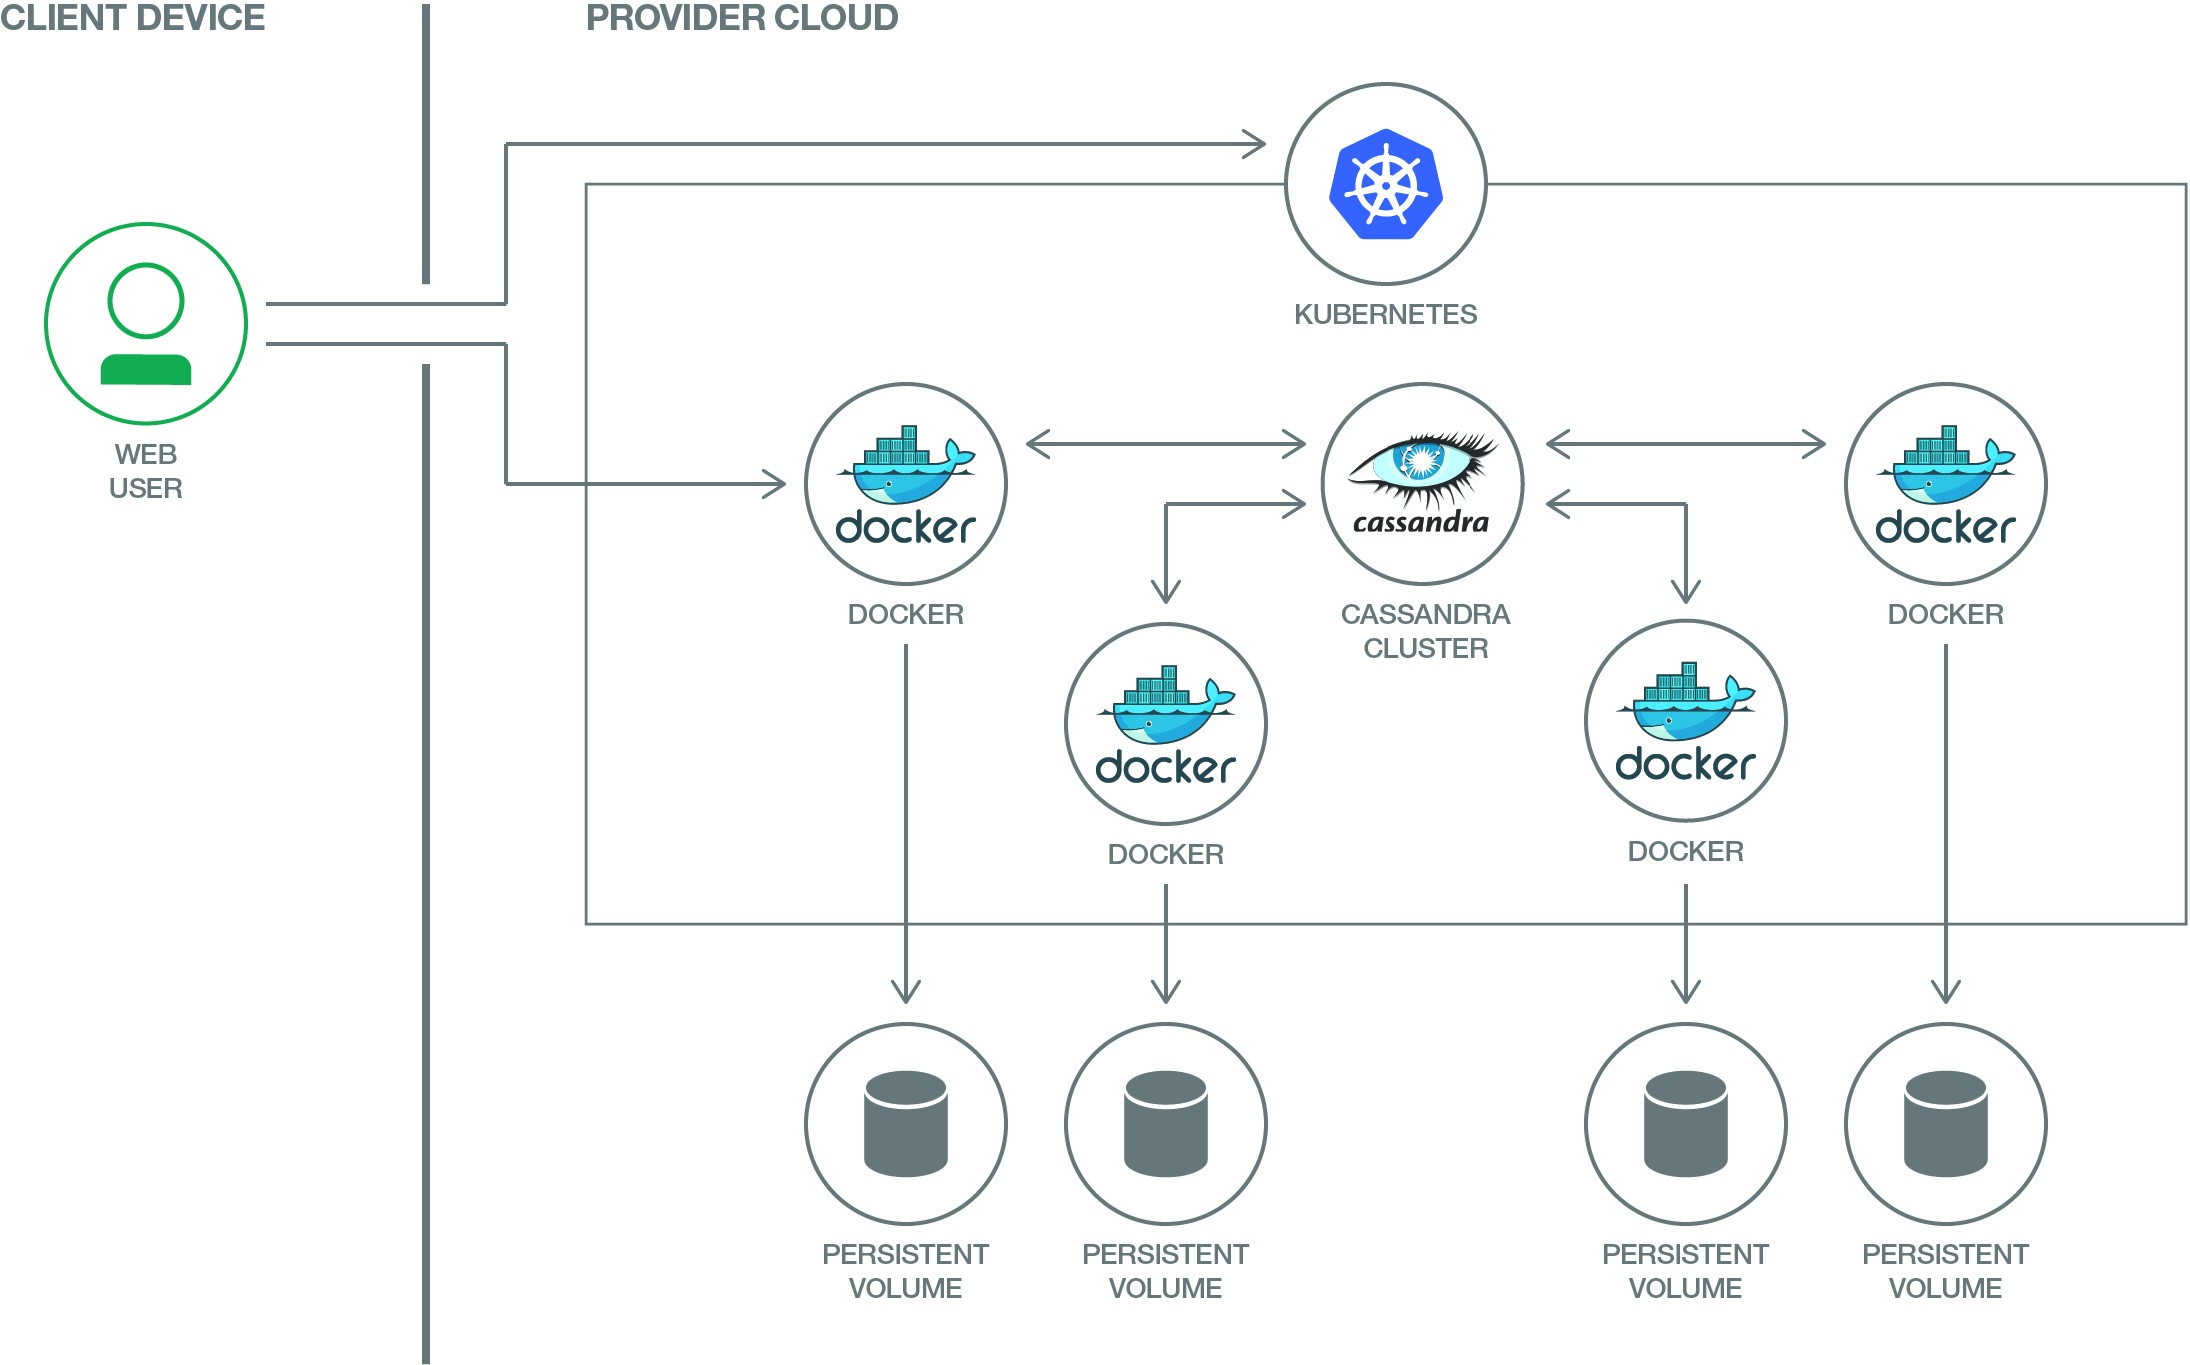 CLIENT DEVICE
PROVIDER CLOUD
KUBERNETES
WEB
USER
docker
DOCKER
cassandra
CASSANDRA
CLUSTER
docker
DOCKER
docker
DOCKER
docker
DOCKER
PERSISTENT
VOLUME
PERSISTENT
VOLUME
PERSISTENT
VOLUME
PERSISTENT
VOLUME